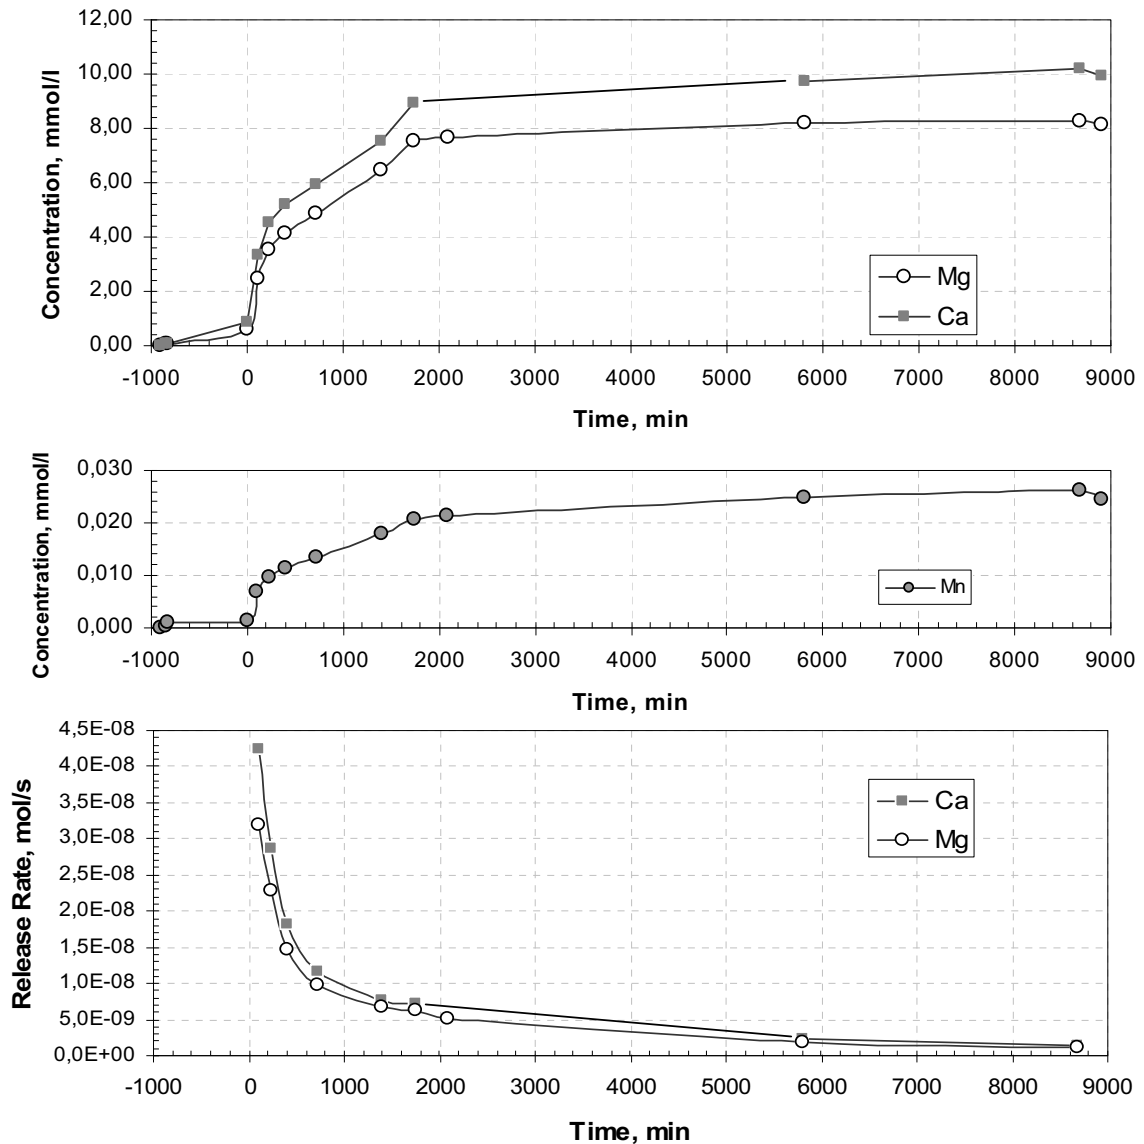 12,00
10,00
8,00
6,00
4,00
2,00
0,00
Concentration, mmol/l
Mg
Ca
-1000 0 1000 2000 3000 4000 5000 6000 7000 8000 9000
Time, min
0,030
0,020
0,010
0,000
Concentration, mmol/l
Mn
-1000 0 1000 2000 3000 4000 5000 6000 7000 8000 9000
Time, min
4,5E-08
4,0E-08
3,5E-08
3,0E-08
2,5E-08
2,0E-08
1,5E-08
1,0E-08
5,0E-09
0,0E+00
Release Rate, mol/s
Ca
Mg
-1000 0 1000 2000 3000 4000 5000 6000 7000 8000 9000
Time, min